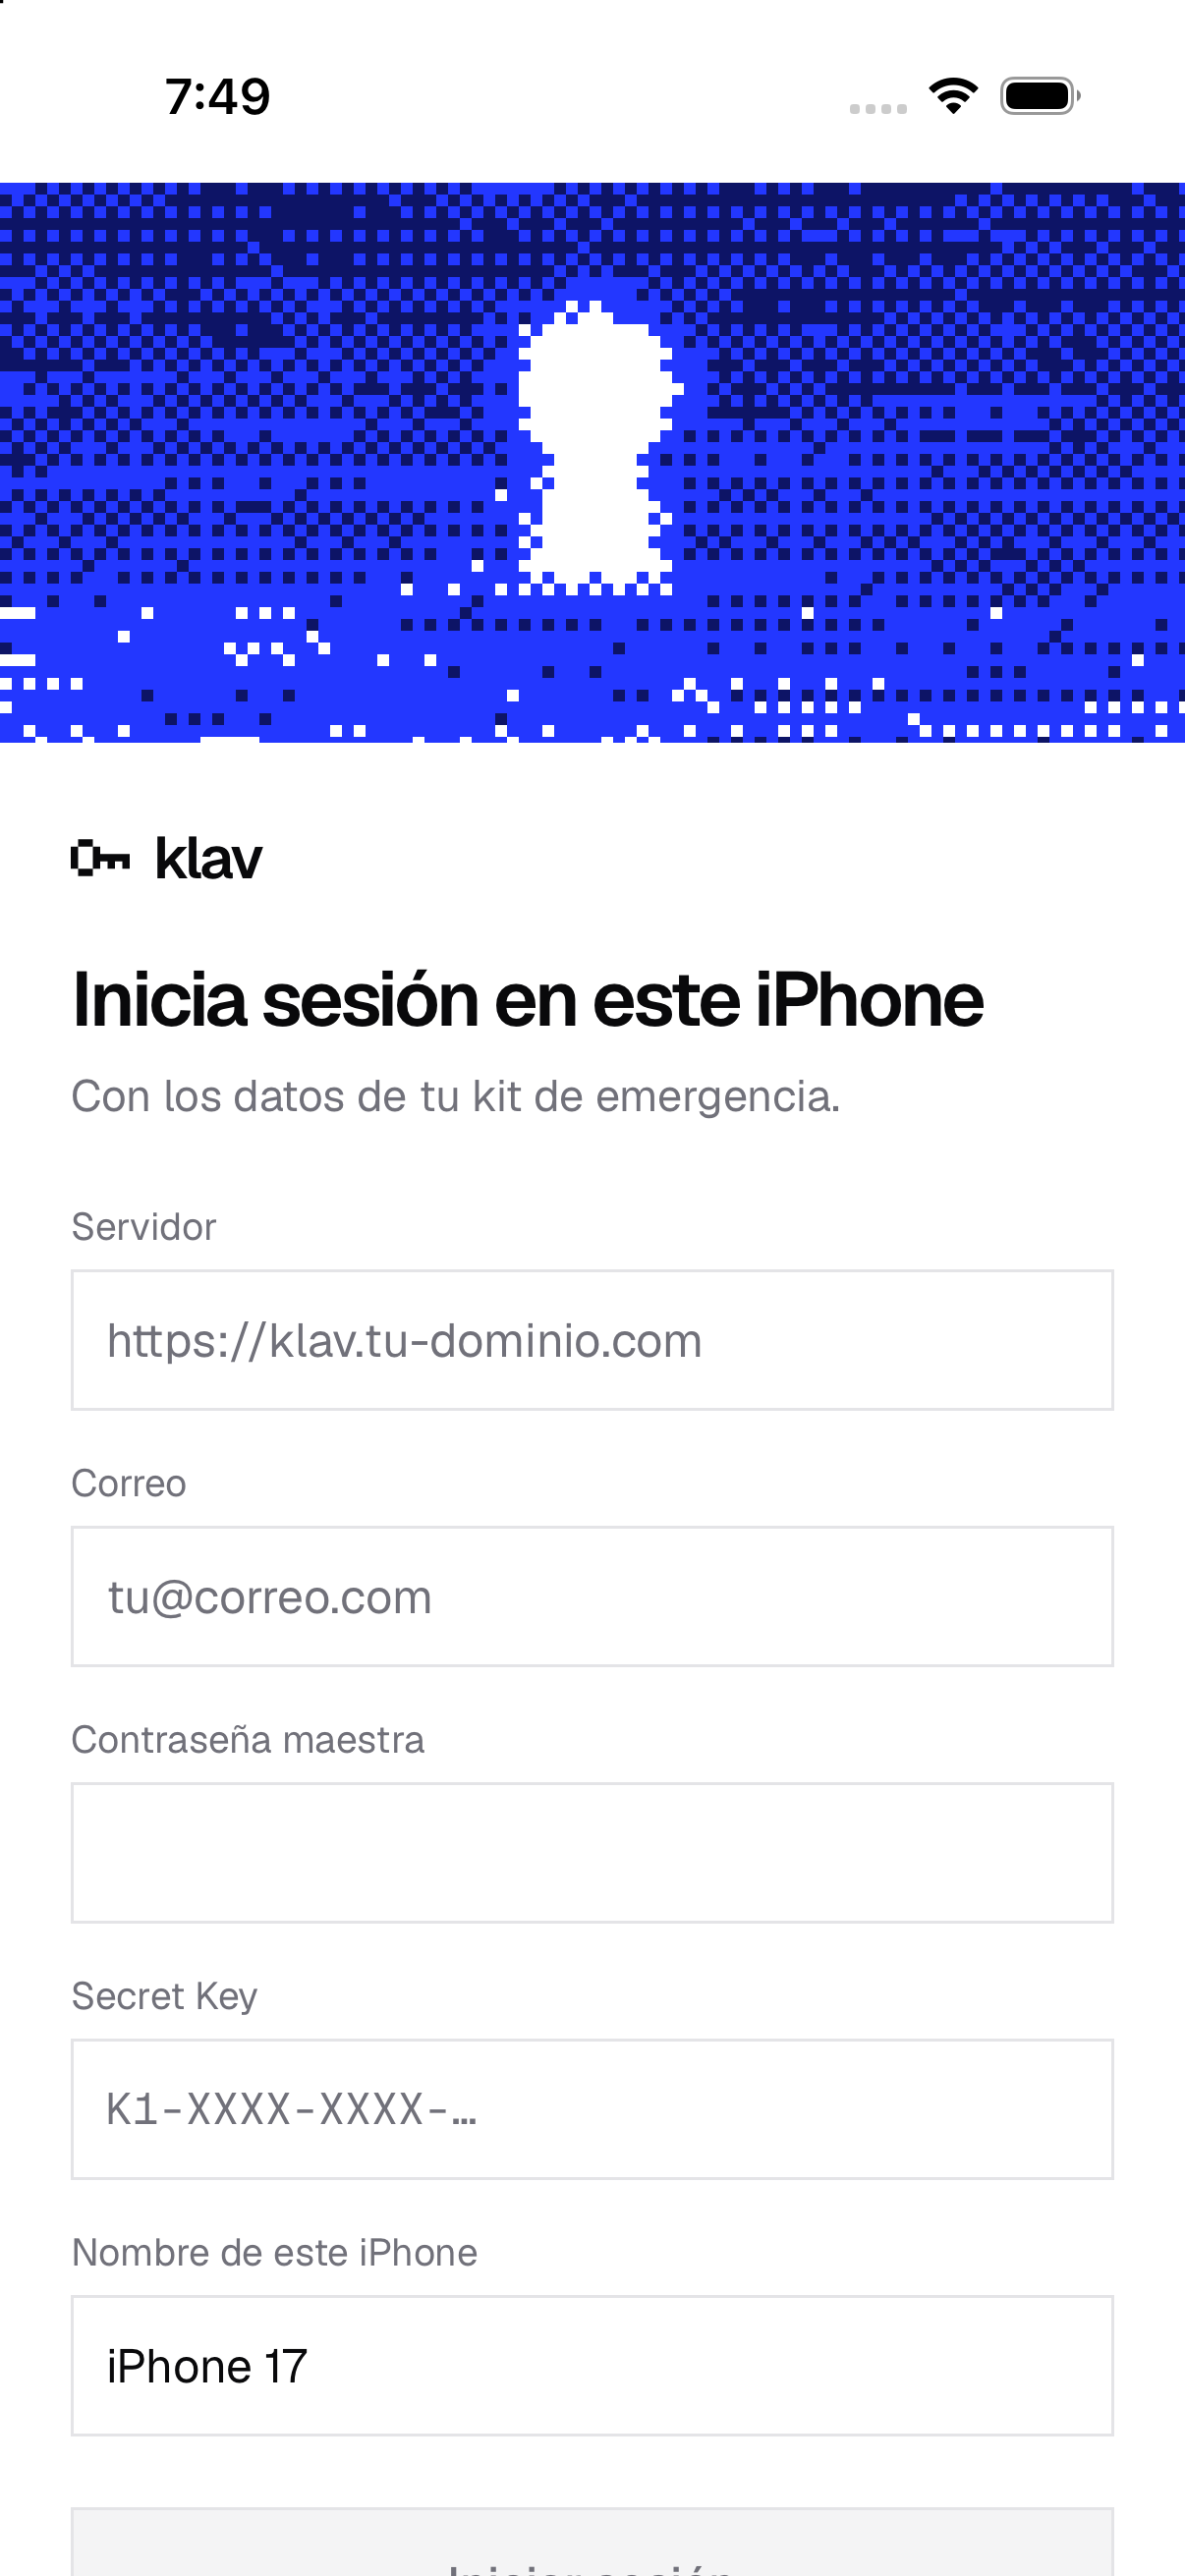 7:49
klav
Inicia sesión en este iPhone
Con los datos de tu kit de emergencia.
Servidor
https://klav.tu-dominio.com
Correo
tu@correo.com
Contraseña maestra
Secret Key
K1-XXXX-XXXX-…
Nombre de este iPhone
iPhone 17
Iniciar sesión